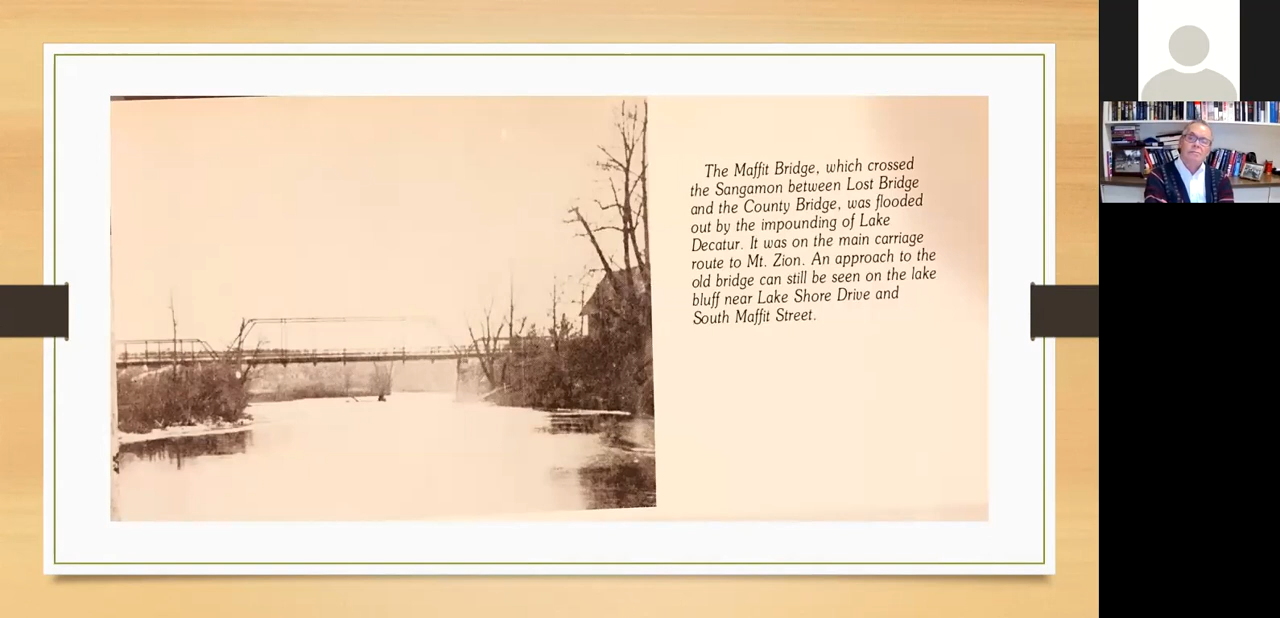 The Maffit Bridge, which crossed
the Sangamon between Lost Bridge
and the County Bridge, was flooded
out by the impounding of Lake
Decatur. It was on the main carriage
route to Mt. Zion. An approach to the
old bridge can still be seen on the lake
bluff near Lake Shore Drive and
South Maffit Street.